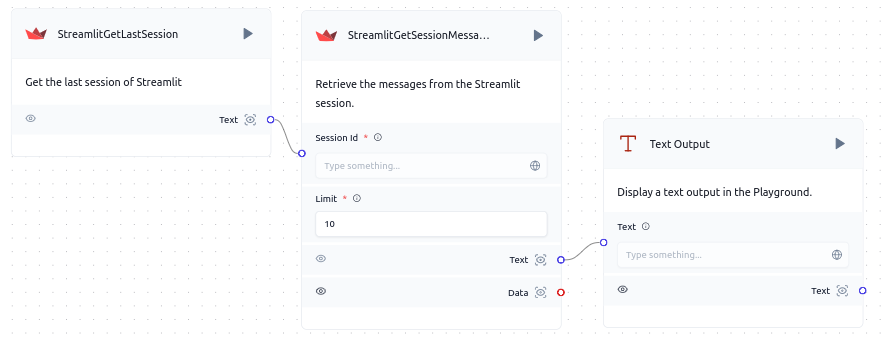 StreamlitGetLastSession
Get the last session of Streamlit
Text
StreamlitGetSessionMessa...
Retrieve the messages from the Streamlit
session.
Session Id *
Type something...
Limit *
10
Text
Data
Text Output
Display a text output in the Playground.
Text
Type something...
Text